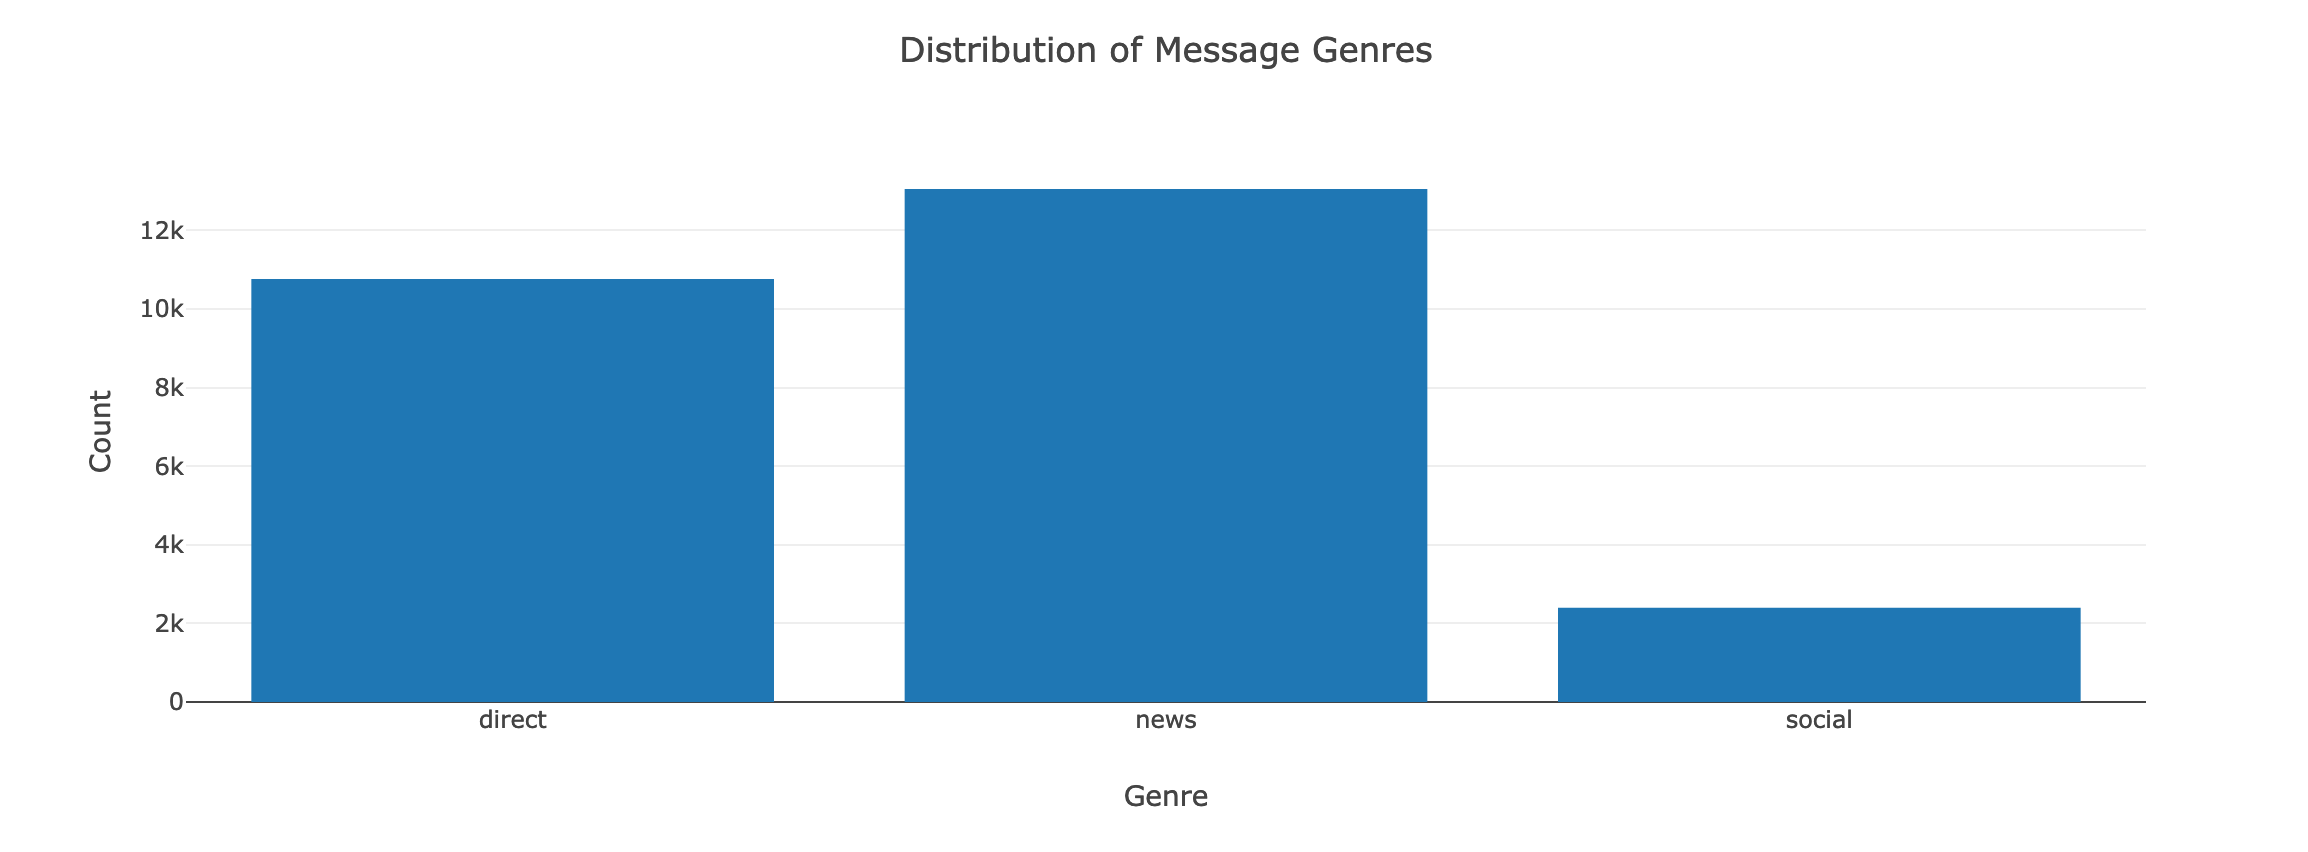 Distribution of Message Genres
12k
10k
8k
6k
4k
2k
0
Count
direct news social
Genre